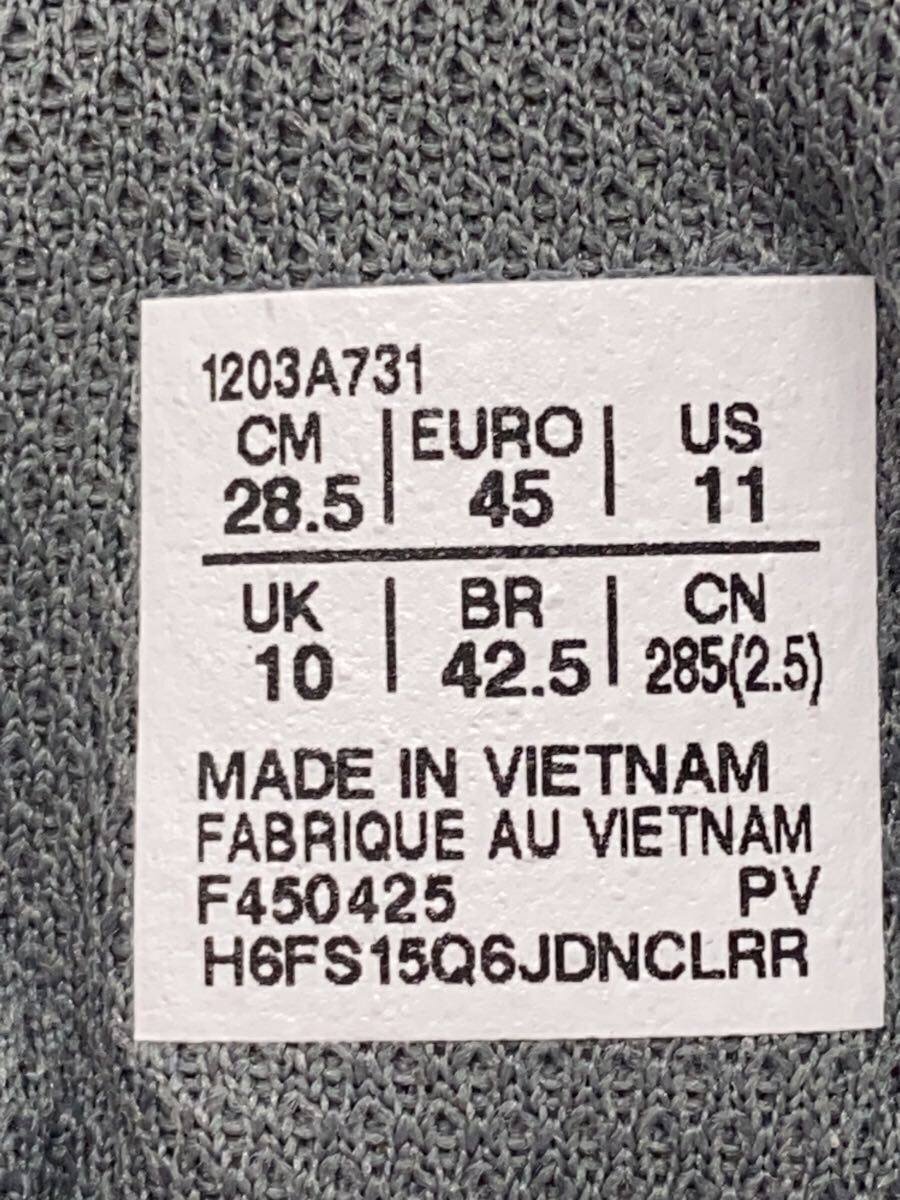 1203A731
CM | EURO | US
28.5 | 45 | 11
UK | BR | CN
10 | 42.5 | 285(2.5)
MADE IN VIETNAM
FABRIQUE AU VIETNAM
F450425 PV
H6FS15Q6JDNCLRR